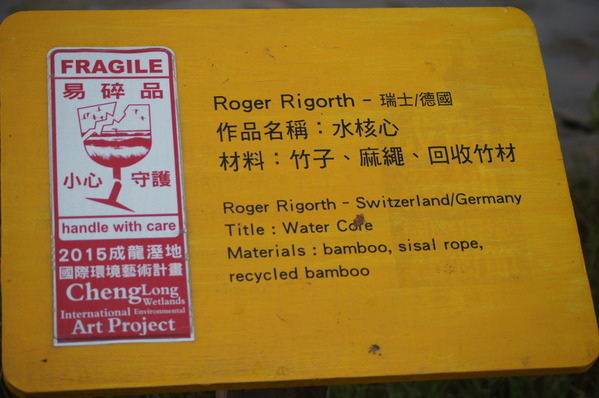 FRAGILE
易碎品
小心 守護
handle with care
2015成龍溼地
國際環境藝術計畫
ChengLong
Wetlands
International Environmental
Art Project
Roger Rigorth – 瑞士/德國
作品名稱：水核心
材料：竹子、麻繩、回收竹材
Roger Rigorth – Switzerland/Germany
Title : Water Core
Materials : bamboo, sisal rope,
recycled bamboo